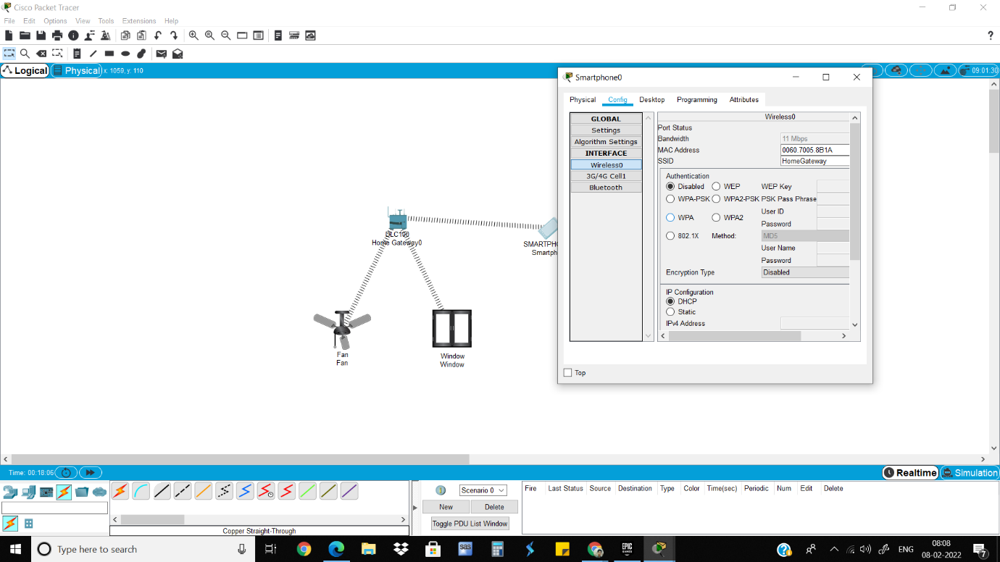 Cisco Packet Tracer
File Edit Options View Tools Extensions Help
?
Logical Physical x: 1059, y: 110
09:01:30
Smartphone0
Physical Config Desktop Programming Attributes
GLOBAL
Settings
Algorithm Settings
INTERFACE
Wireless0
3G/4G Cell1
Bluetooth
Wireless0
Port Status
Bandwidth 11 Mbps
MAC Address 0060.7005.8B1A
SSID HomeGateway
Authentication
Disabled WEP WEP Key
WPA-PSK WPA2-PSK PSK Pass Phrase
User ID
WPA WPA2
Password
802.1X Method: MD5
User Name
Password
Encryption Type Disabled
IP Configuration
DHCP
Static
IPv4 Address
Top
DLC100
Home Gateway0
SMARTPHO
Smartph
Fan
Fan
Window
Window
Time: 00:18:06
Realtime Simulation
Scenario 0
New Delete
Toggle PDU List Window
Fire Last Status Source Destination Type Color Time(sec) Periodic Num Edit Delete
Copper Straight-Through
Type here to search
sas
EPIC GAMES
ENG
08:08
08-02-2022
7